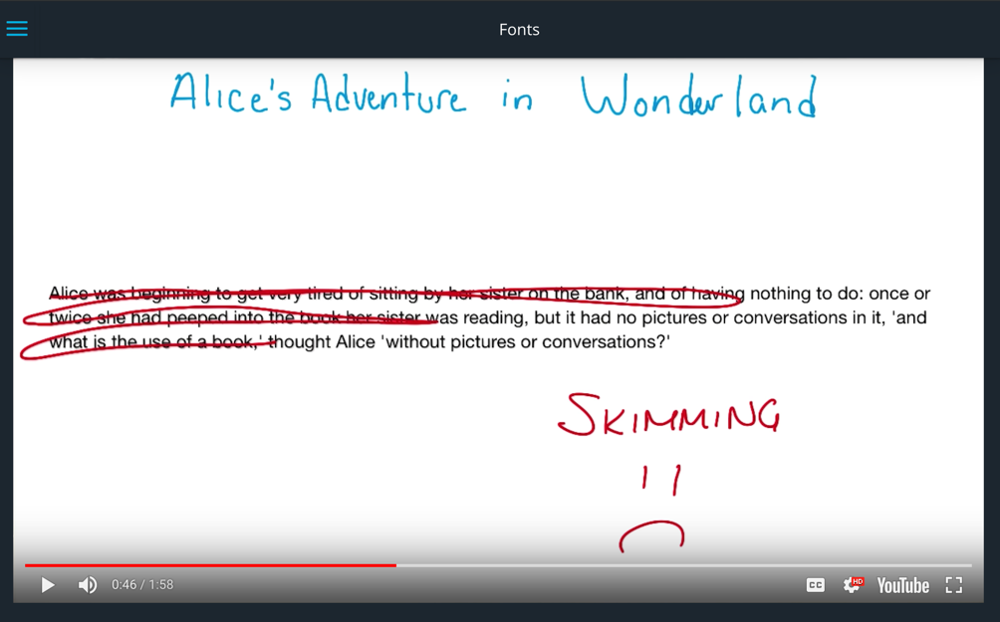 Fonts
Alice's Adventure in Wonderland
Alice was beginning to get very tired of sitting by her sister on the bank, and of having nothing to do: once or
twice she had peeped into the book her sister was reading, but it had no pictures or conversations in it, 'and
what is the use of a book,' thought Alice 'without pictures or conversations?'
SKIMMING
0:46 / 1:58
CC
HD
YouTube